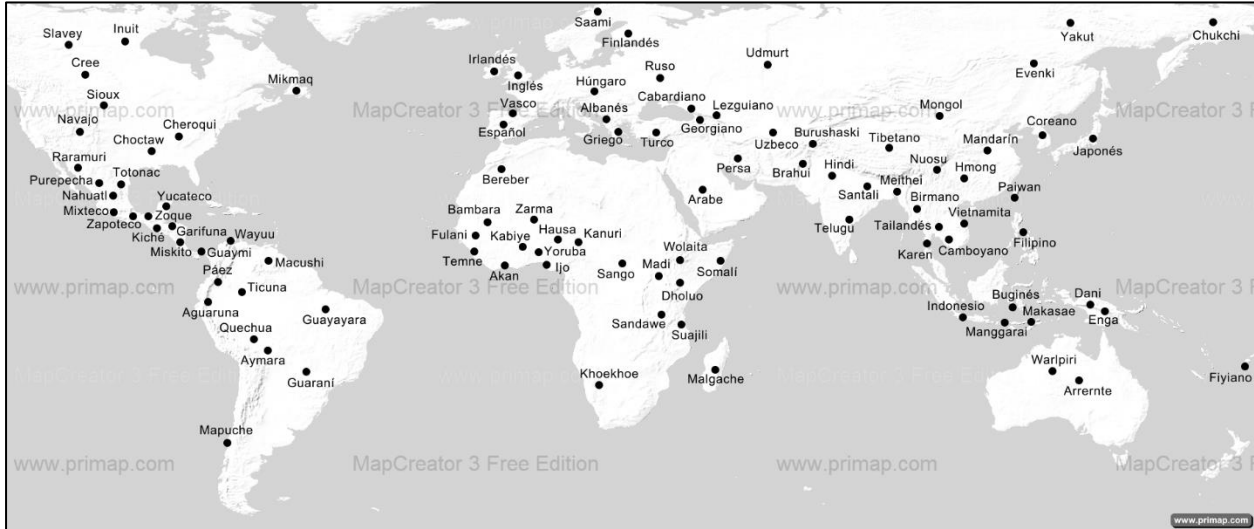 Saami
Inuit
Yakut
Chukchi
Slavey
Finlandés
Udmurt
Irlandés
Cree
Inglés
Ruso
Evenki
Mikmaq
Húngaro
Sioux
Cabardiano
Lezguiano
www.primap.com
MapCreator 3 Free Edition
www.primap.com
MapCreator 3 F
Vasco
Albanés
Mongol
Navajo
Cheroqui
Español
Georgiano
Coreano
Choctaw
Griego
Turco
Uzbeco
Burushaski
Tibetano
Mandarín
Japonés
Raramuri
Totonac
Persa
Nuosu
Hmong
Bereber
Brahui
Hindi
Purepecha
Meithei
Nahuatl
Yucateco
Arabe
Santali
Birmano
Paiwan
Mixteco
Zoque
Bambara
Zarma
Zapoteco
Garifuna
Wayuu
Hausa
Telugu
Tailandés
Vietnamita
Kiché
Fulani
Kabiye
Kanuri
Filipino
Miskito
Guaymi
Yoruba
Wolaita
Karen
Camboyano
Temne
Páez
Macushi
Akan
Ijo
Sango
Madi
Somalí
www.primap.com
MapCreator 3 Free Edition
www.primap.com
MapCreator 3 F
Ticuna
Dholuo
Buginés
Dani
Aguaruna
Guayayara
Indonesio
Makasae
Enga
Sandawe
Quechua
Suajili
Manggarai
Aymara
Warlpiri
Khoekhoe
Malgache
Fiyiano
Guaraní
Arrernte
MapCreator 3 Free Edition
www.primap.com
Mapuche
www.primap.com
MapCreator 3 Free Edition
www.primap.com
MapCreator 3 F
www.primap.com